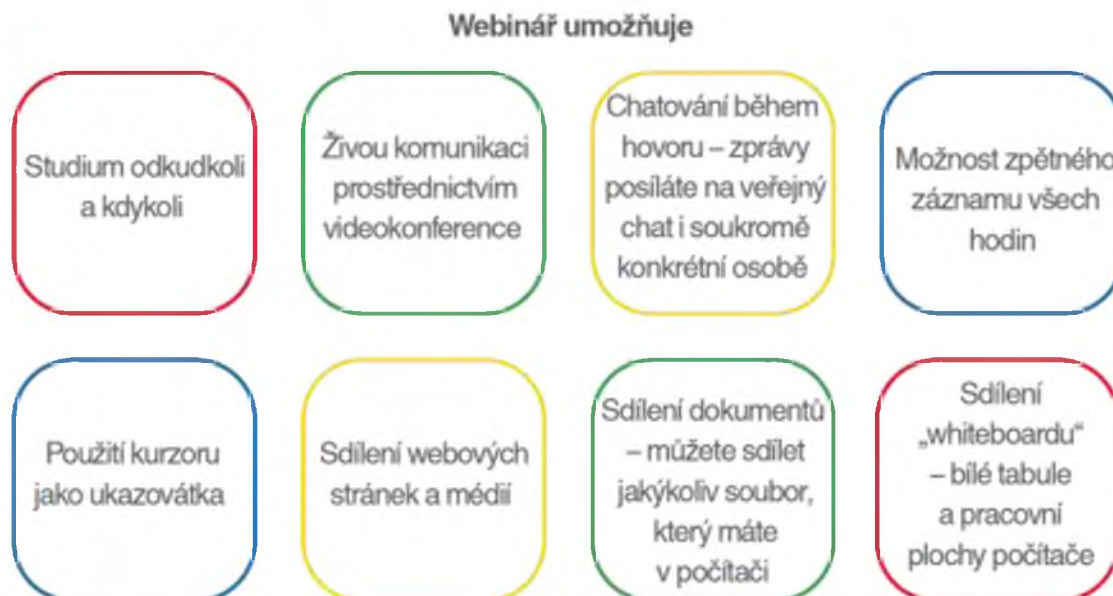 Webinář umožňuje
Studium odkudkoli
a kdykoli
Živou komunikaci
prostřednictvím
videokonference
Chatování během
hovoru – zprávy
posíláte na veřejný
chat i soukromě
konkrétní osobě
Možnost zpětného
záznamu všech
hodin
Použití kurzoru
jako ukazovátka
Sdílení webových
stránek a médií
Sdílení dokumentů
– můžete sdílet
jakýkoliv soubor,
který máte
v počítači
Sdílení
„whiteboardu“
– bílé tabule
a pracovní
plochy počítače